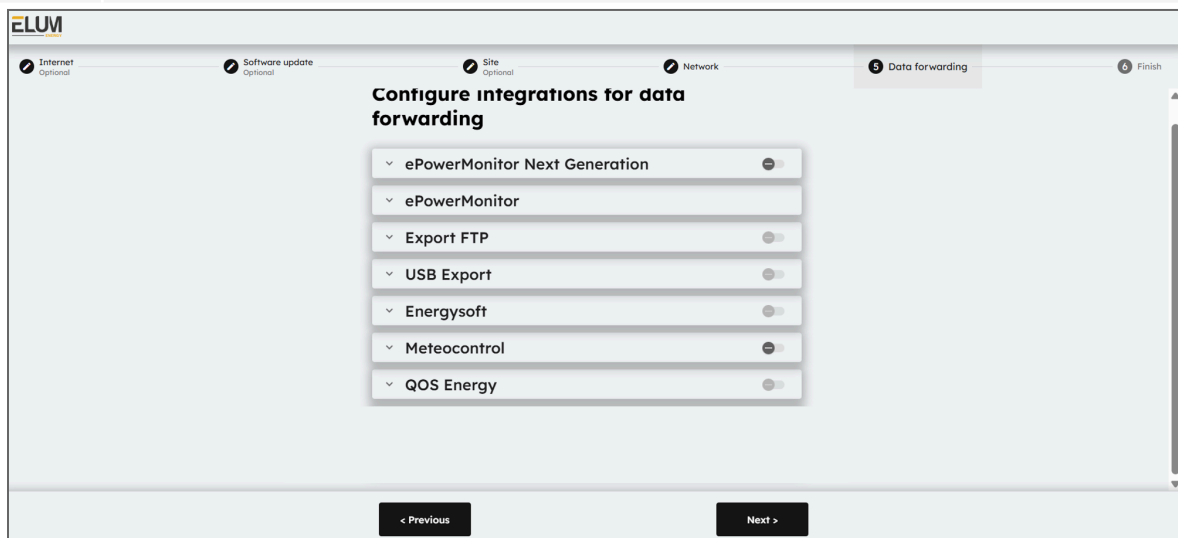 ELUM
ENERGY
Internet
Optional
Software update
Optional
Site
Optional
Network
5 Data forwarding
6 Finish
Configure integrations for data
forwarding
ePowerMonitor Next Generation
ePowerMonitor
Export FTP
USB Export
Energysoft
Meteocontrol
QOS Energy
< Previous
Next >